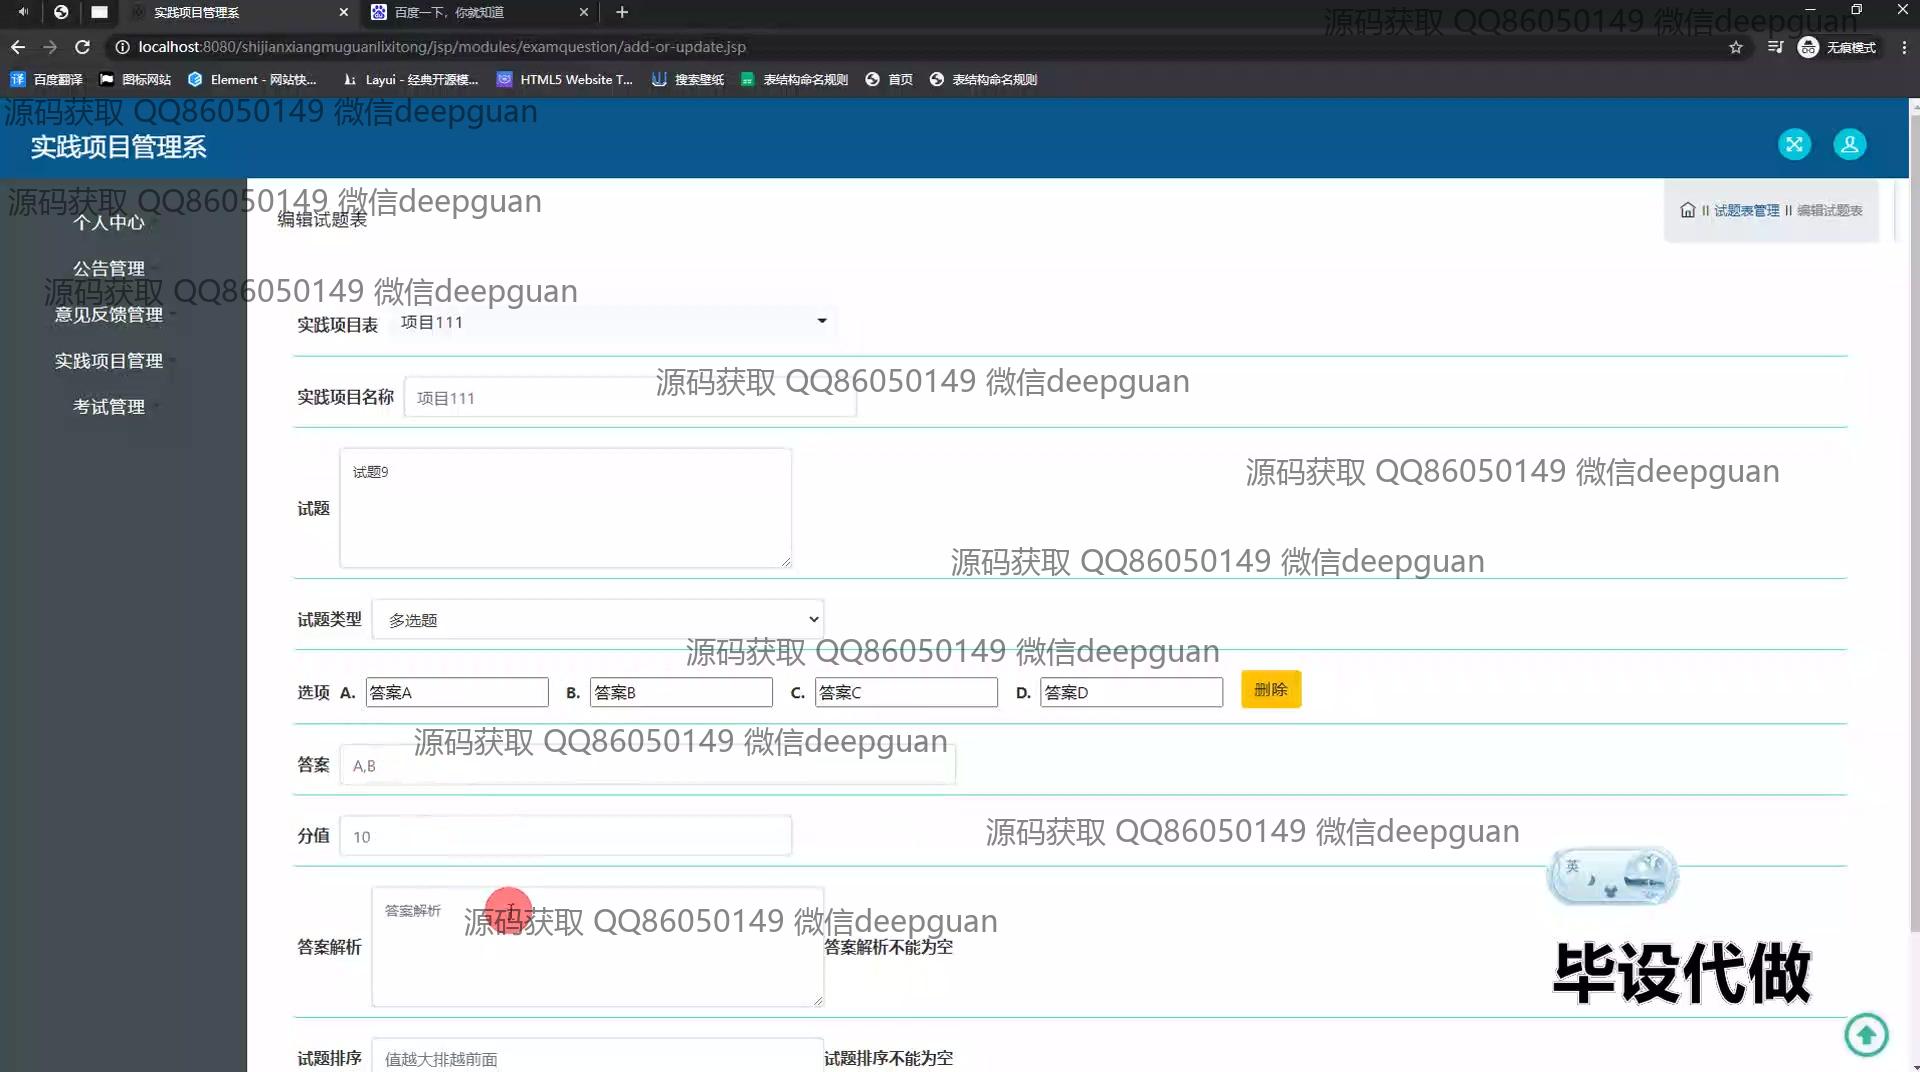 实践项目管理系
百度一下，你就知道
源码获取 QQ86050149 微信deepguan
localhost:8080/shijianxiangmuguanlixitong/jsp/modules/examquestion/add-or-update.jsp
无痕模式
百度翻译
图标网站
Element - 网站快...
Layui - 经典开源模...
HTML5 Website T...
搜索壁纸
表结构命名规则
首页
表结构命名规则
源码获取 QQ86050149 微信deepguan
实践项目管理系
源码获取 QQ86050149 微信deepguan
个人中心
公告管理
源码获取 QQ86050149 微信deepguan
意见反馈管理
实践项目管理
考试管理
编辑试题表
试题表管理
编辑试题表
实践项目表 项目111
源码获取 QQ86050149 微信deepguan
实践项目名称 项目111
源码获取 QQ86050149 微信deepguan
试题 试题9
源码获取 QQ86050149 微信deepguan
试题类型 多选题
源码获取 QQ86050149 微信deepguan
选项 A. 答案A B. 答案B C. 答案C D. 答案D 删除
源码获取 QQ86050149 微信deepguan
答案 A,B
源码获取 QQ86050149 微信deepguan
分值 10
英
答案解析
源码获取 QQ86050149 微信deepguan
答案解析 答案解析不能为空
毕设代做
试题排序 值越大排越前面 试题排序不能为空